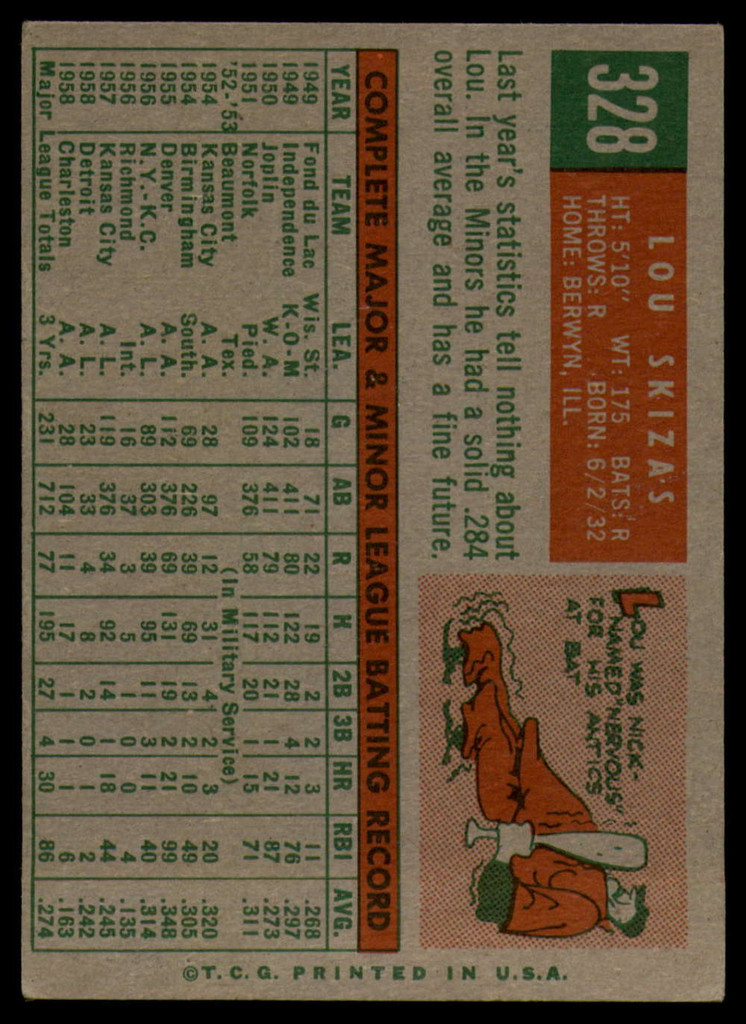 328
LOU SKIZAS
HT: 5'10" WT: 175 BATS: R
THROWS: R BORN: 6/2/32
HOME: BERWYN, ILL.
Last year's statistics tell nothing about
Lou. In the Minors he had a solid .284
overall average and has a fine future.
LOU WAS NICK-
NAMED "NERVOUS"
FOR HIS ANTICS
AT BAT
COMPLETE MAJOR & MINOR LEAGUE BATTING RECORD
YEAR TEAM LEA. G AB R H 2B 3B HR RBI AVG.
1949 Fond du Lac Wis. St. 18 71 22 19 2 2 3 11 .268
1949 Independence K-O-M 102 411 80 122 28 4 12 76 .297
1950 Joplin W. A. 124 411 79 112 21 1 21 87 .273
1951 Norfolk Pied. 109 376 58 117 20 1 15 71 .311
'52-'53 Beaumont Tex. (In Military Service)
1954 Kansas City A. A. 28 97 12 31 4 2 3 20 .320
1954 Birmingham South. 69 226 39 69 13 2 10 49 .305
1955 Denver A. A. 112 376 69 131 19 2 21 99 .348
1956 N.Y.-K.C. A. L. 89 303 39 95 11 3 11 40 .314
1956 Richmond Int. 16 37 3 5 1 0 0 4 .135
1957 Kansas City A. L. 119 376 34 92 14 1 18 44 .245
1958 Detroit A. L. 23 33 4 8 2 0 1 2 .242
1958 Charleston A. A. 28 104 11 17 1 1 1 6 .163
Major League Totals 3 Yrs. 231 712 77 195 27 4 30 86 .274
©T.C.G. PRINTED IN U.S.A.